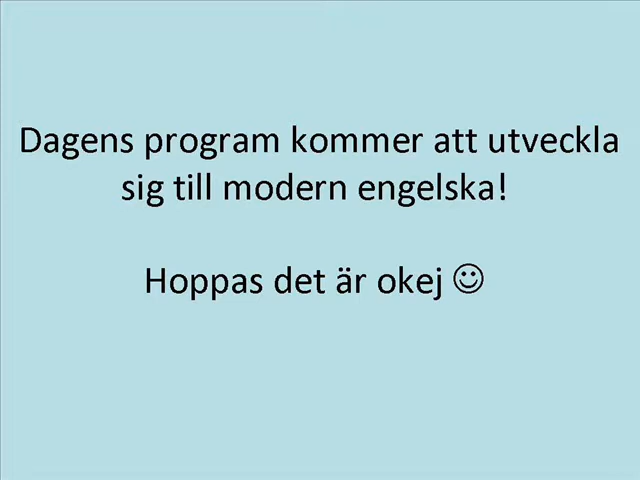 Dagens program kommer att utveckla
sig till modern engelska!
Hoppas det är okej ☺